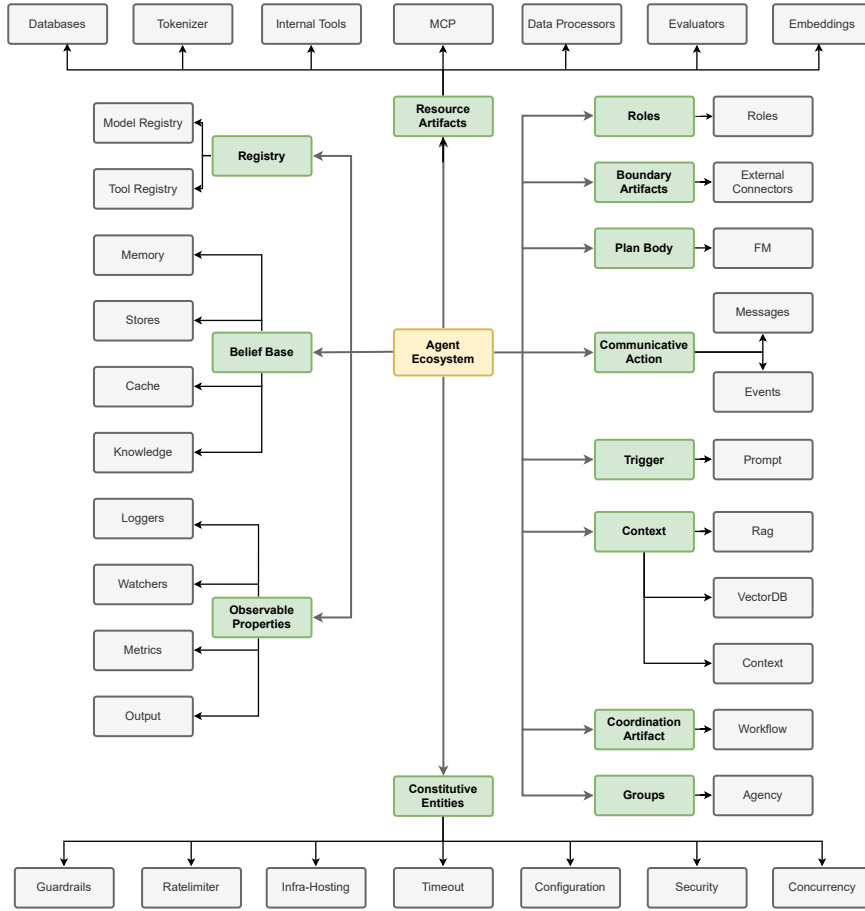 Databases
Tokenizer
Internal Tools
MCP
Data Processors
Evaluators
Embeddings
Resource
Artifacts
Model Registry
Tool Registry
Registry
Roles
Roles
Boundary
Artifacts
External
Connectors
Plan Body
FM
Memory
Stores
Cache
Knowledge
Belief Base
Agent
Ecosystem
Communicative
Action
Messages
Events
Trigger
Prompt
Context
Rag
VectorDB
Context
Loggers
Watchers
Metrics
Output
Observable
Properties
Coordination
Artifact
Workflow
Groups
Agency
Constitutive
Entities
Guardrails
Ratelimiter
Infra-Hosting
Timeout
Configuration
Security
Concurrency